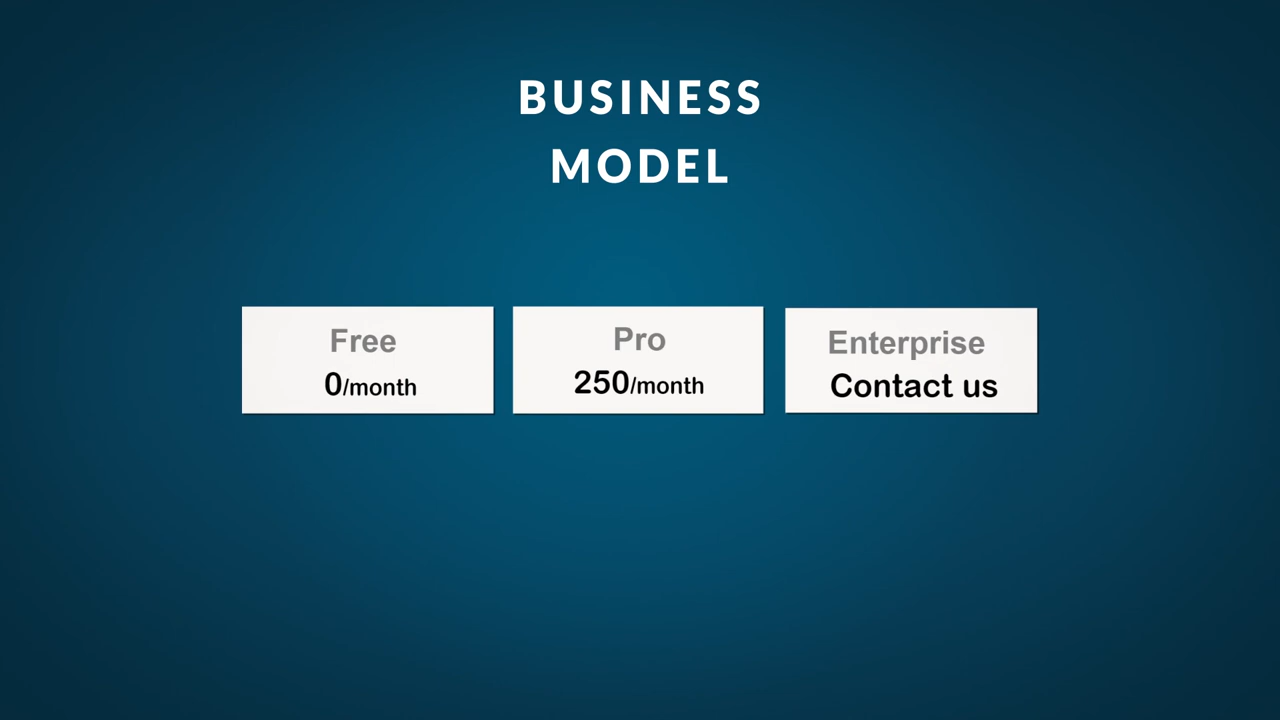 BUSINESS
MODEL
Free
0/month
Pro
250/month
Enterprise
Contact us